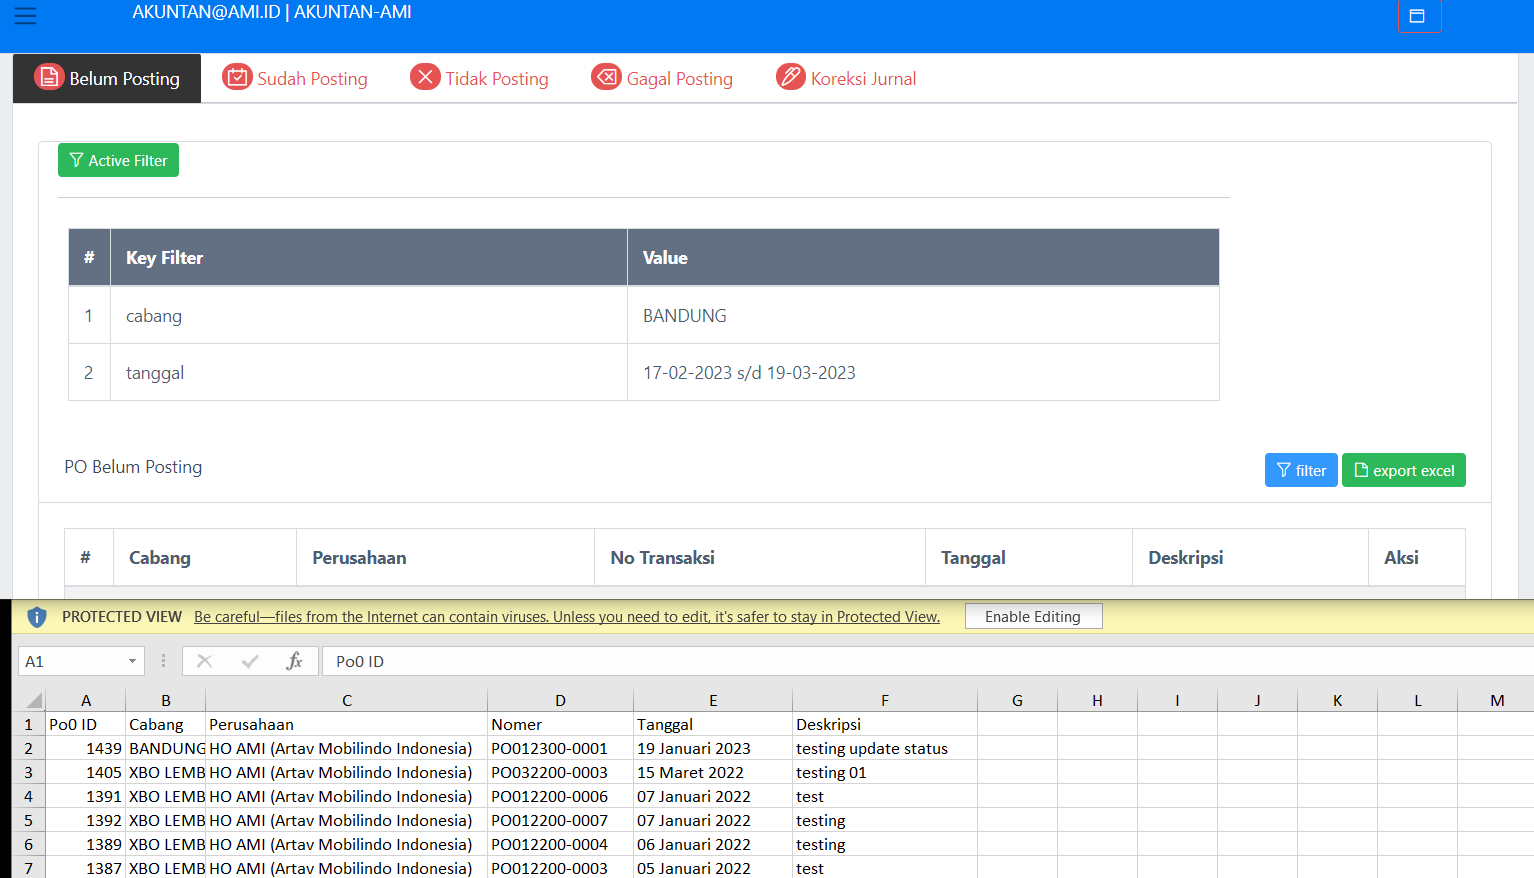 AKUNTAN@AMI.ID | AKUNTAN-AMI
Belum Posting Sudah Posting Tidak Posting Gagal Posting Koreksi Jurnal
Active Filter
# Key Filter Value
1 cabang BANDUNG
2 tanggal 17-02-2023 s/d 19-03-2023
PO Belum Posting filter export excel
# Cabang Perusahaan No Transaksi Tanggal Deskripsi Aksi
PROTECTED VIEW Be careful—files from the Internet can contain viruses. Unless you need to edit, it's safer to stay in Protected View. Enable Editing
A1 fx Po0 ID
A B C D E F G H I J K L M
1 Po0 ID Cabang Perusahaan Nomer Tanggal Deskripsi
2 1439 BANDUNG HO AMI (Artav Mobilindo Indonesia) PO012300-0001 19 Januari 2023 testing update status
3 1405 XBO LEMB HO AMI (Artav Mobilindo Indonesia) PO032200-0003 15 Maret 2022 testing 01
4 1391 XBO LEMB HO AMI (Artav Mobilindo Indonesia) PO012200-0006 07 Januari 2022 test
5 1392 XBO LEMB HO AMI (Artav Mobilindo Indonesia) PO012200-0007 07 Januari 2022 testing
6 1389 XBO LEMB HO AMI (Artav Mobilindo Indonesia) PO012200-0004 06 Januari 2022 testing
7 1387 XBO LEMB HO AMI (Artav Mobilindo Indonesia) PO012200-0003 05 Januari 2022 test